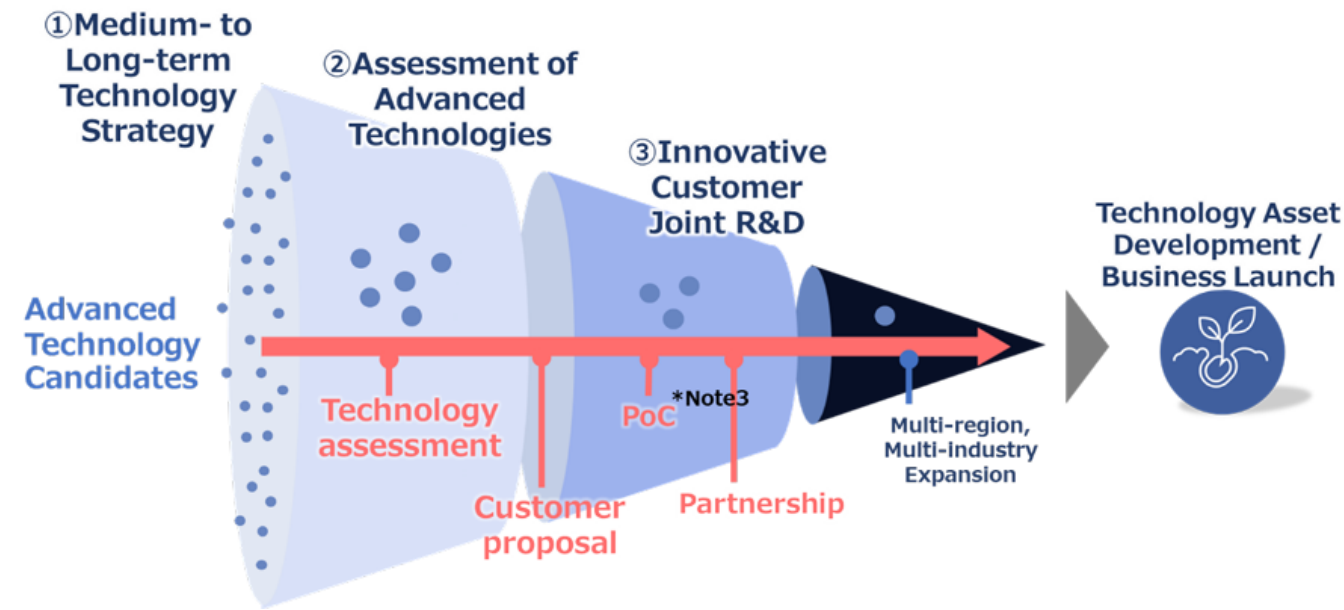 ①Medium- to
Long-term
Technology
Strategy
②Assessment of
Advanced
Technologies
③Innovative
Customer
Joint R&D
Technology Asset
Development /
Business Launch
Advanced
Technology
Candidates
Technology
assessment
Customer
proposal
PoC
*Note3
Partnership
Multi-region,
Multi-industry
Expansion